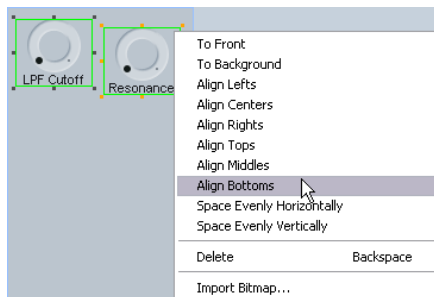 LPF Cutoff
Resonance
To Front
To Background
Align Lefts
Align Centers
Align Rights
Align Tops
Align Middles
Align Bottoms
Space Evenly Horizontally
Space Evenly Vertically
Delete Backspace
Import Bitmap...